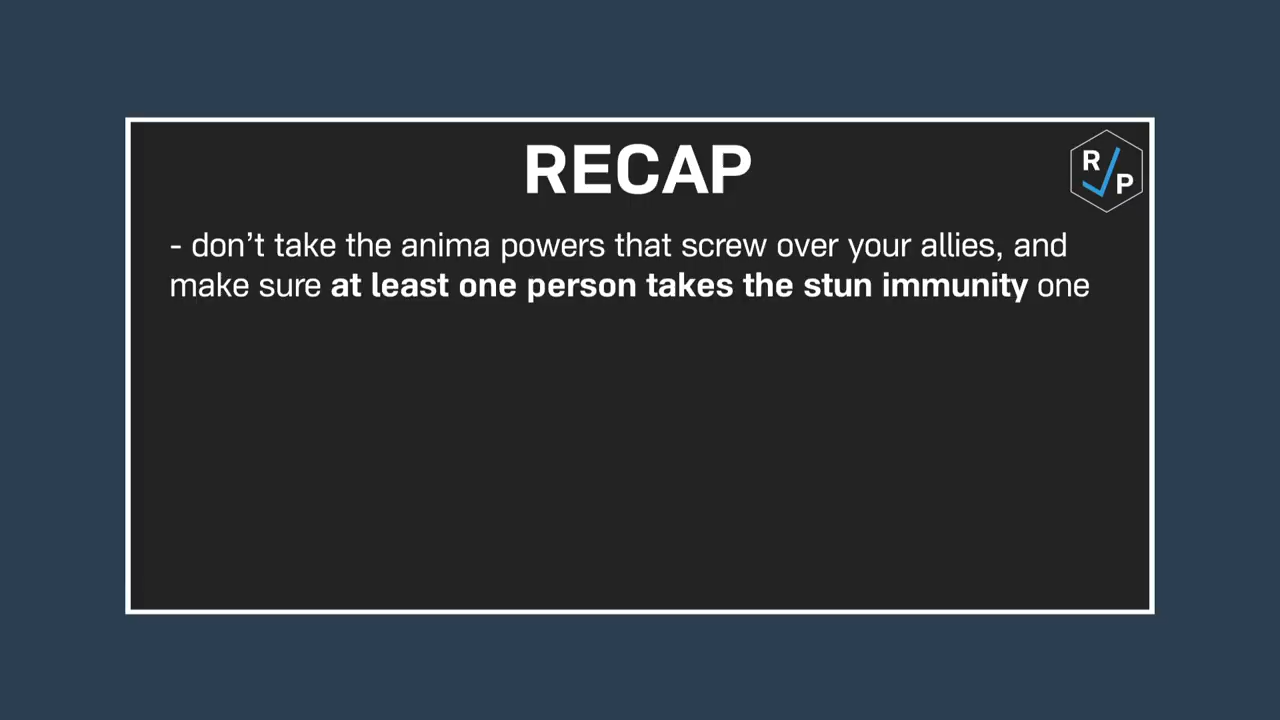 RECAP
R P
- don’t take the anima powers that screw over your allies, and
make sure at least one person takes the stun immunity one